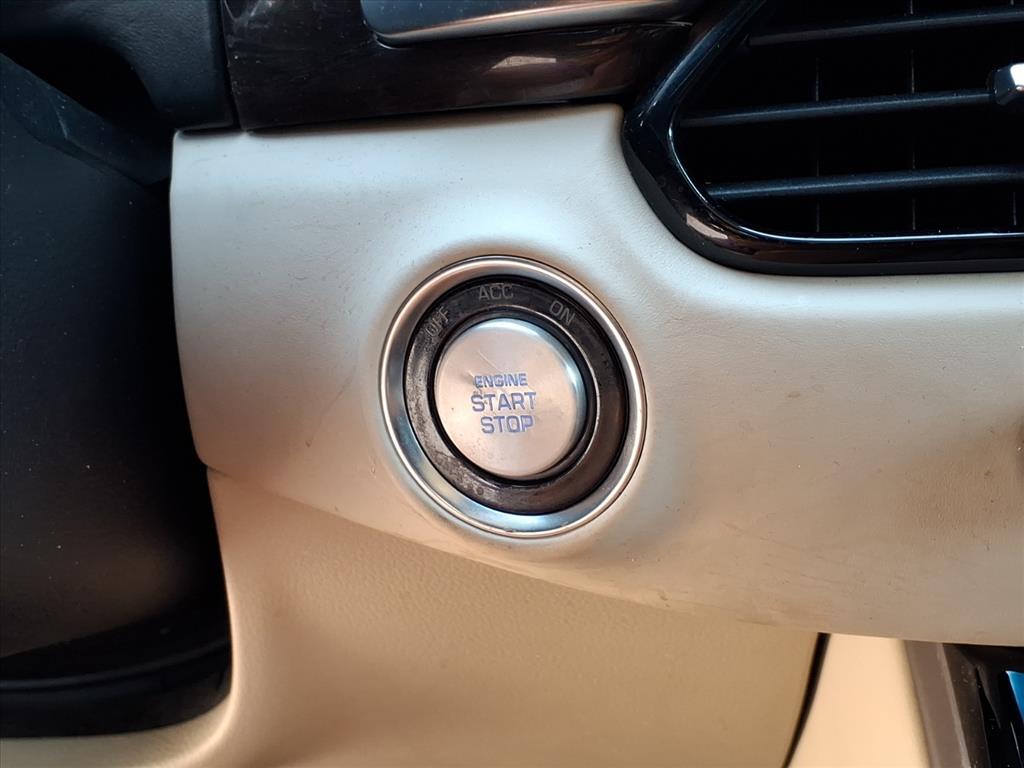 OFF ACC ON
ENGINE
START
STOP